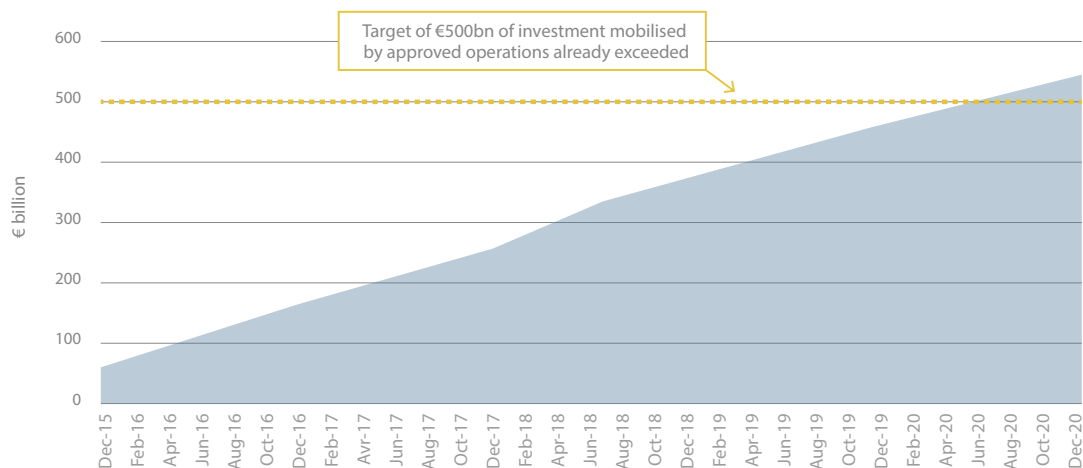 Target of €500bn of investment mobilised
by approved operations already exceeded
€ billion
600
500
400
300
200
100
0
Dec-15
Feb-16
Apr-16
Jun-16
Aug-16
Oct-16
Dec-16
Feb-17
Avr-17
Jun-17
Aug-17
Oct-17
Dec-17
Feb-18
Apr-18
Jun-18
Aug-18
Oct-18
Dec-18
Feb-19
Apr-19
Jun-19
Aug-19
Oct-19
Dec-19
Feb-20
Apr-20
Jun-20
Aug-20
Oct-20
Dec-20